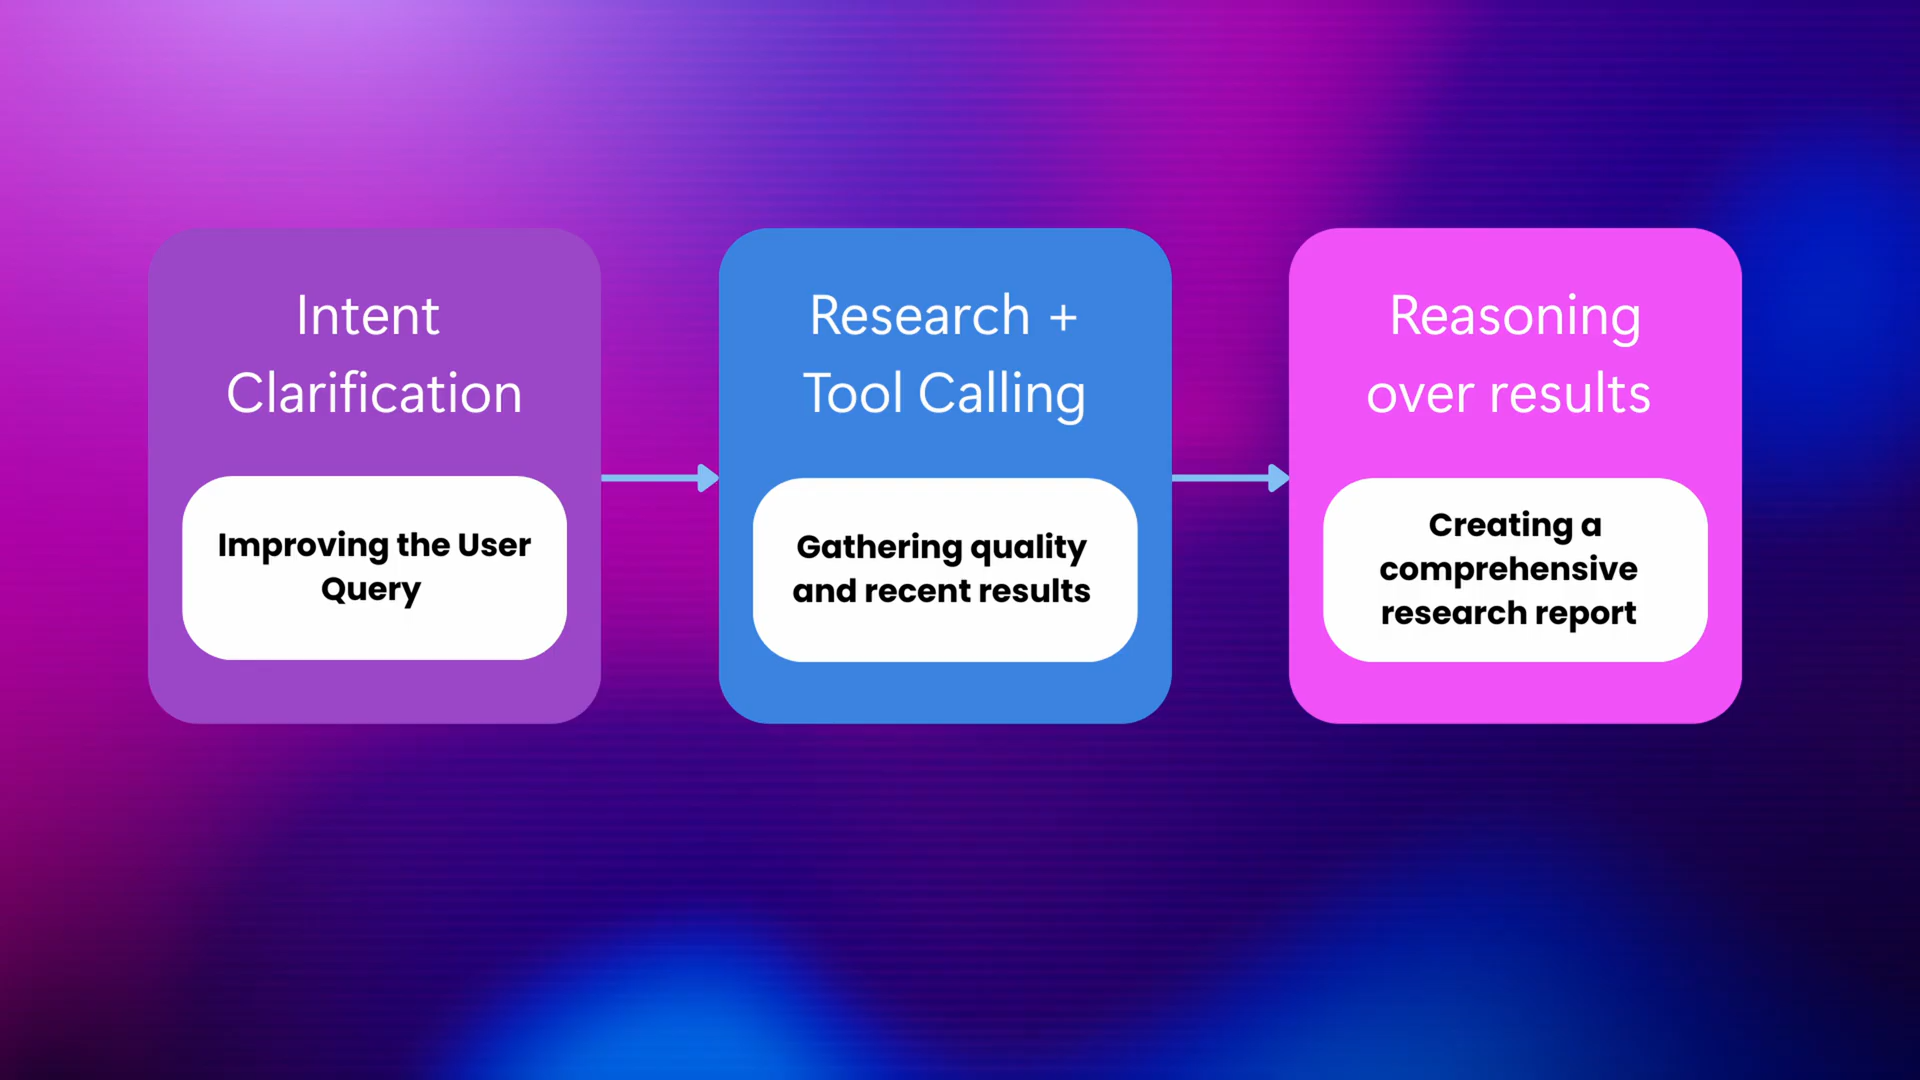 Intent
Clarification
Improving the User
Query
Research +
Tool Calling
Gathering quality
and recent results
Reasoning
over results
Creating a
comprehensive
research report